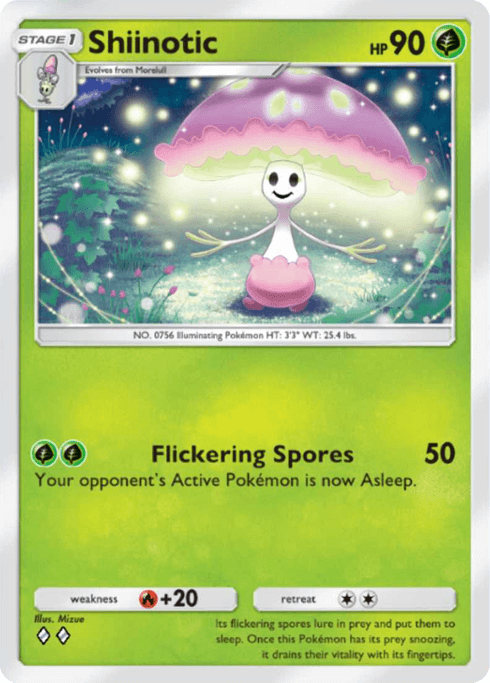 STAGE 1 Shiinotic HP 90
Evolves from Morelull
NO. 0756 Illuminating Pokémon HT: 3'3" WT: 25.4 lbs.
Flickering Spores 50
Your opponent's Active Pokémon is now Asleep.
weakness +20 retreat
Illus. Mizue
Its flickering spores lure in prey and put them to
sleep. Once this Pokémon has its prey snoozing,
it drains their vitality with its fingertips.